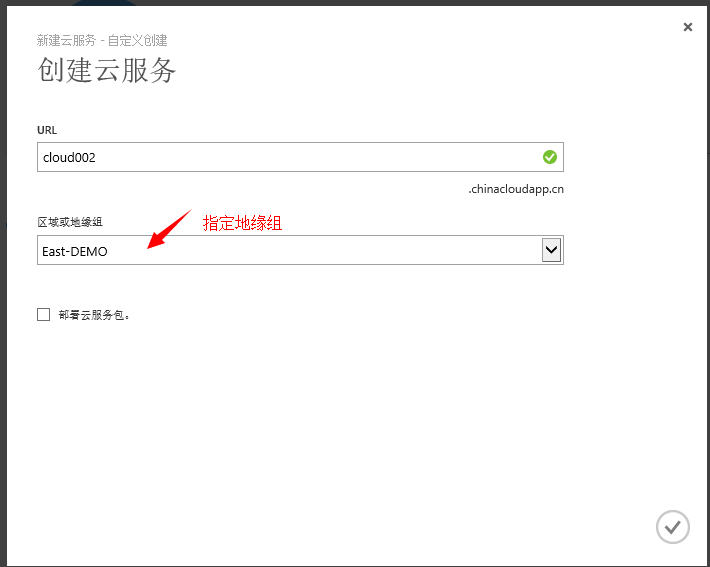 新建云服务 - 自定义创建
创建云服务
URL
cloud002
.chinacloudapp.cn
区域或地缘组
指定地缘组
East-DEMO
部署云服务包。